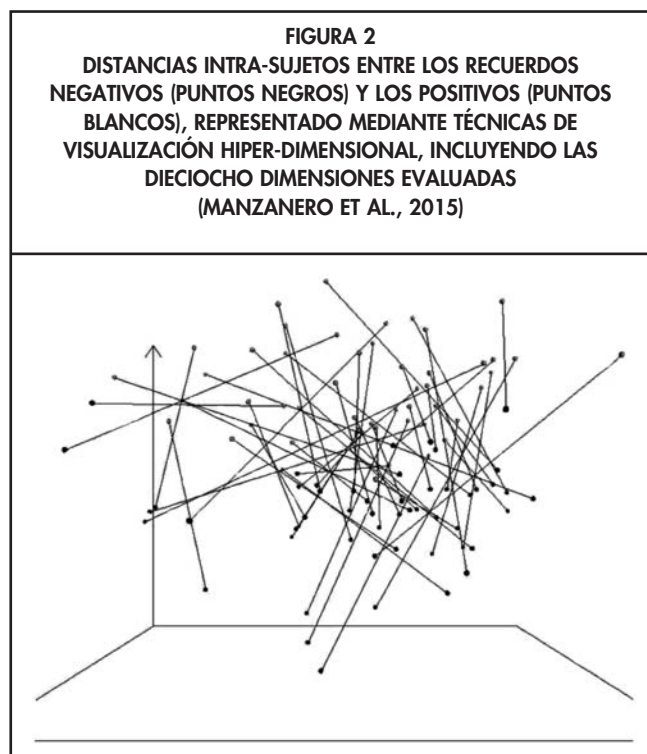 FIGURA 2
DISTANCIAS INTRA-SUJETOS ENTRE LOS RECUERDOS
NEGATIVOS (PUNTOS NEGROS) Y LOS POSITIVOS (PUNTOS
BLANCOS), REPRESENTADO MEDIANTE TÉCNICAS DE
VISUALIZACIÓN HIPER-DIMENSIONAL, INCLUYENDO LAS
DIECIOCHO DIMENSIONES EVALUADAS
(MANZANERO ET AL., 2015)